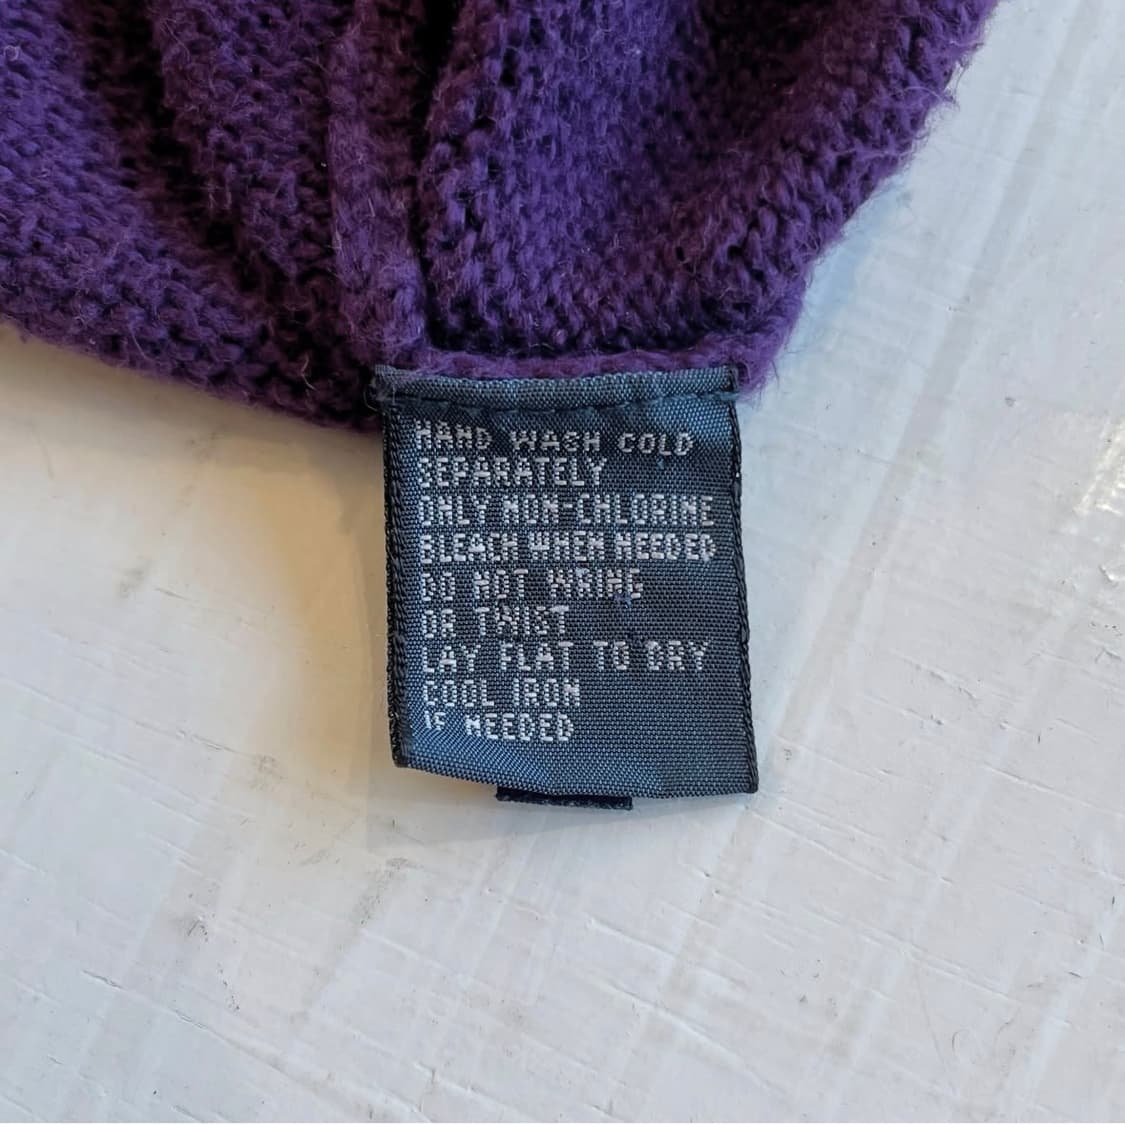 HAND WASH COLD
SEPARATELY
ONLY NON-CHLORINE
BLEACH WHEN NEEDED
DO NOT WRING
OR TWIST
LAY FLAT TO DRY
COOL IRON
IF NEEDED